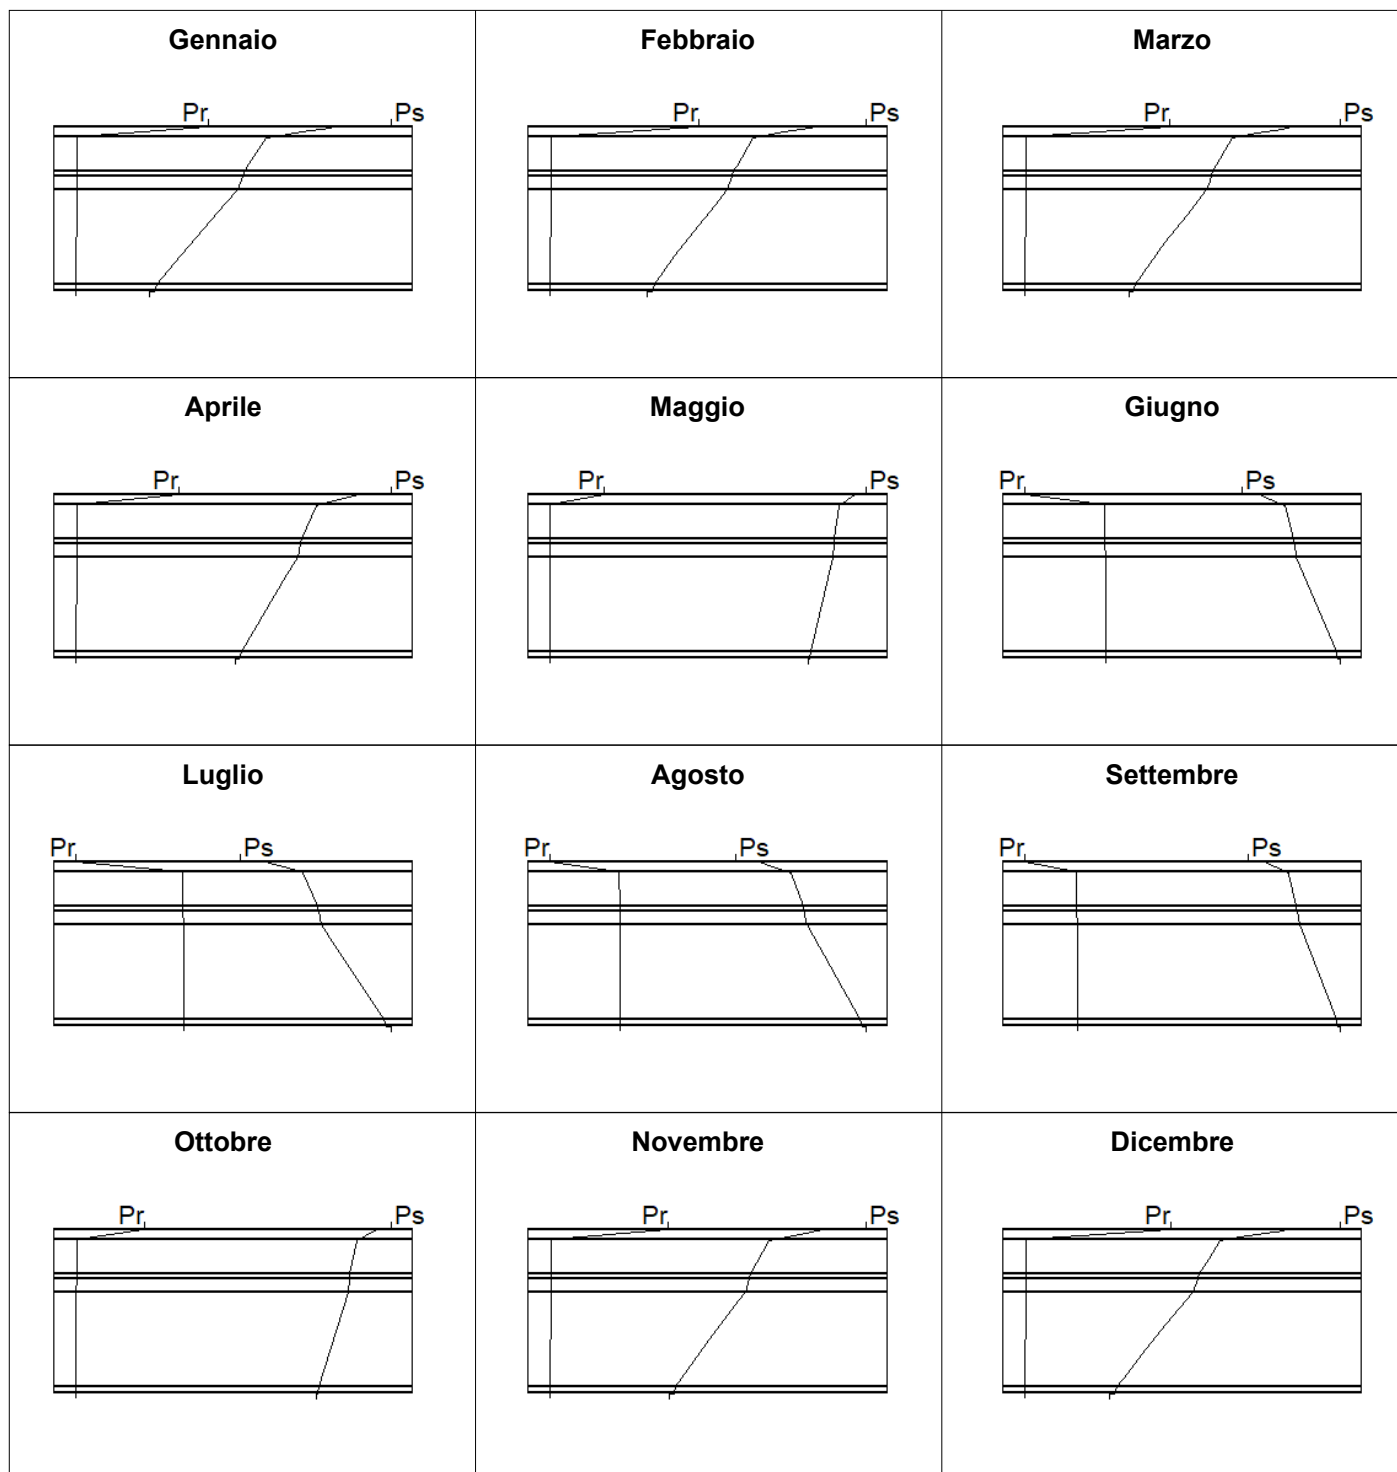 Gennaio Febbraio Marzo
Pr Ps Pr Ps Pr Ps
Aprile Maggio Giugno
Pr Ps Pr Ps Pr Ps
Luglio Agosto Settembre
Pr Ps Pr Ps Pr Ps
Ottobre Novembre Dicembre
Pr Ps Pr Ps Pr Ps